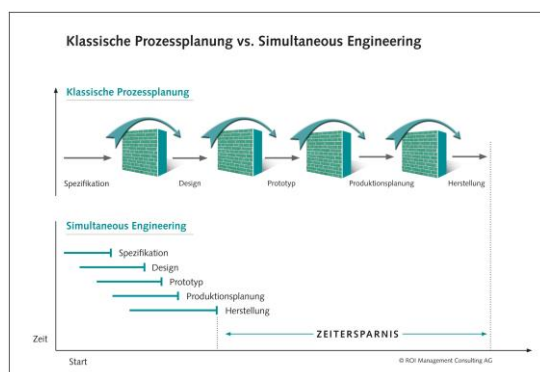 Klassische Prozessplanung vs. Simultaneous Engineering
Klassische Prozessplanung
Spezifikation
Design
Prototyp
Produktionsplanung
Herstellung
Simultaneous Engineering
Spezifikation
Design
Prototyp
Produktionsplanung
Herstellung
ZEITERSPARNIS
Zeit
Start
© ROI Management Consulting AG